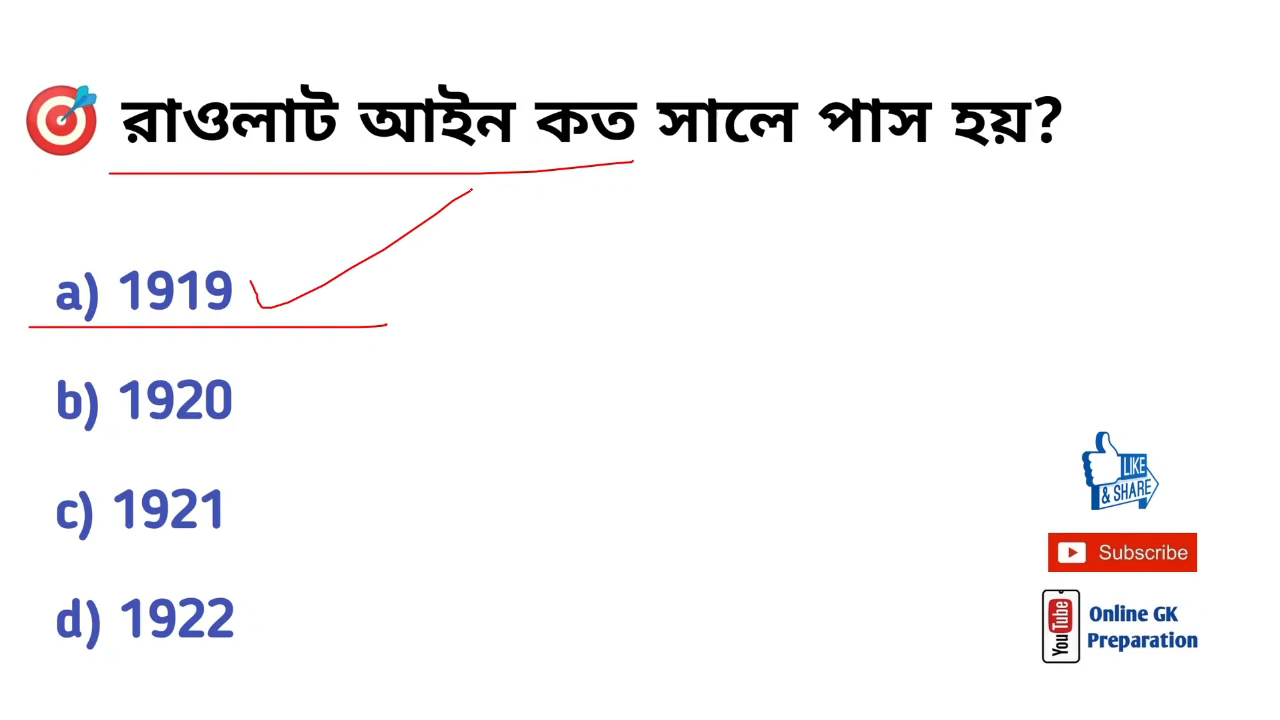 রাওলাট আইন কত সালে পাস হয়?
a) 1919
b) 1920
c) 1921
d) 1922
LIKE
& SHARE
Subscribe
YouTube
Online GK
Preparation